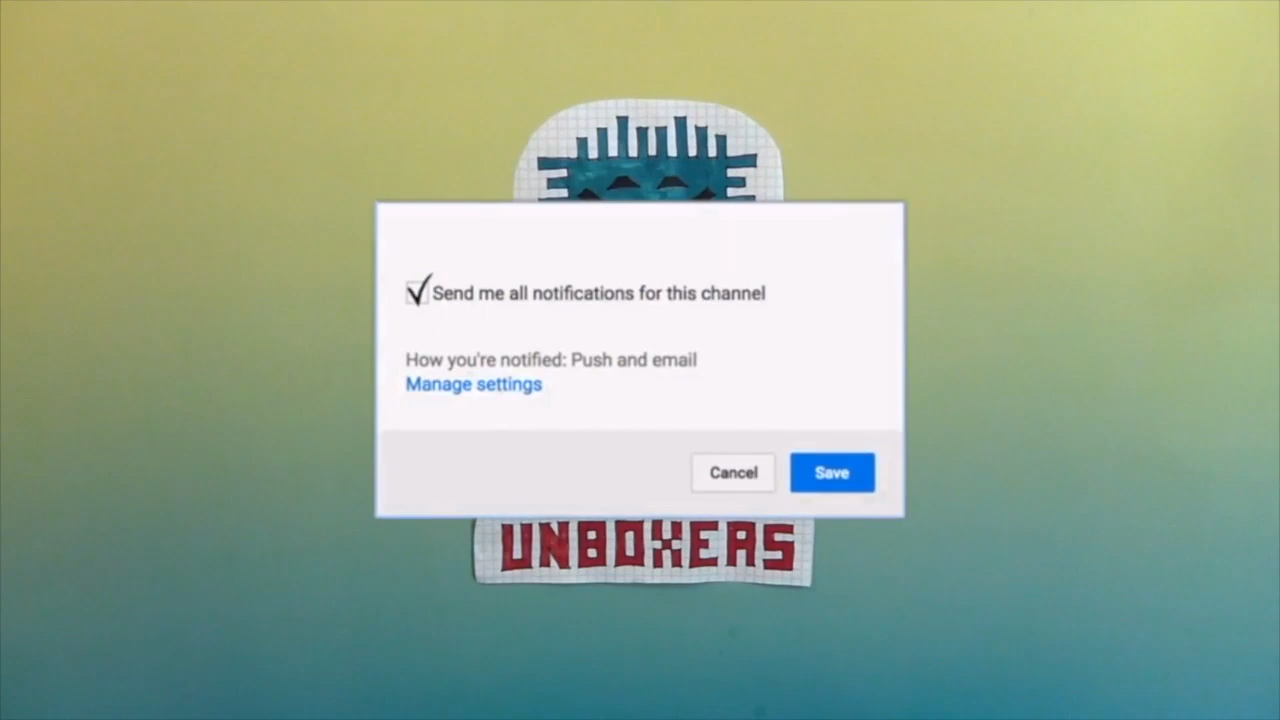 Send me all notifications for this channel
How you're notified: Push and email
Manage settings
Cancel
Save
UNBOXERS